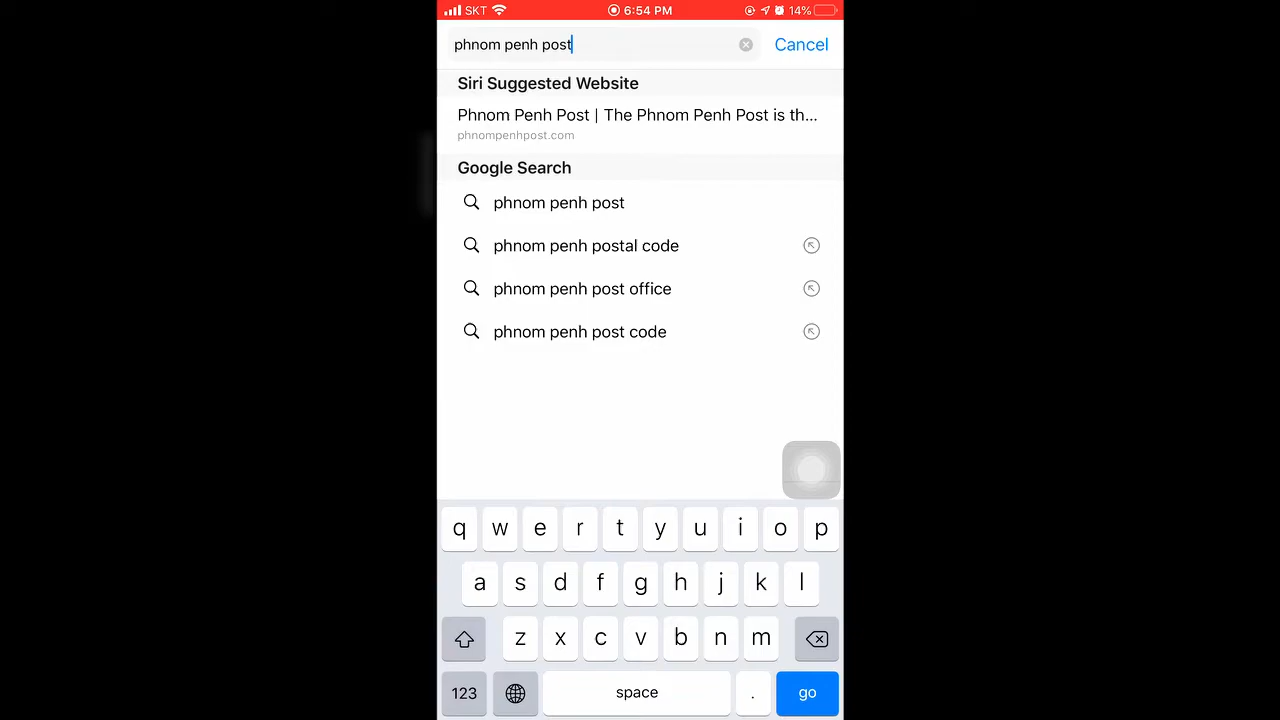 SKT 6:54 PM 14%
phnom penh post Cancel
Siri Suggested Website
Phnom Penh Post | The Phnom Penh Post is th...
phnompenhpost.com
Google Search
phnom penh post
phnom penh postal code
phnom penh post office
phnom penh post code
q w e r t y u i o p
a s d f g h j k l
z x c v b n m
123 space . go